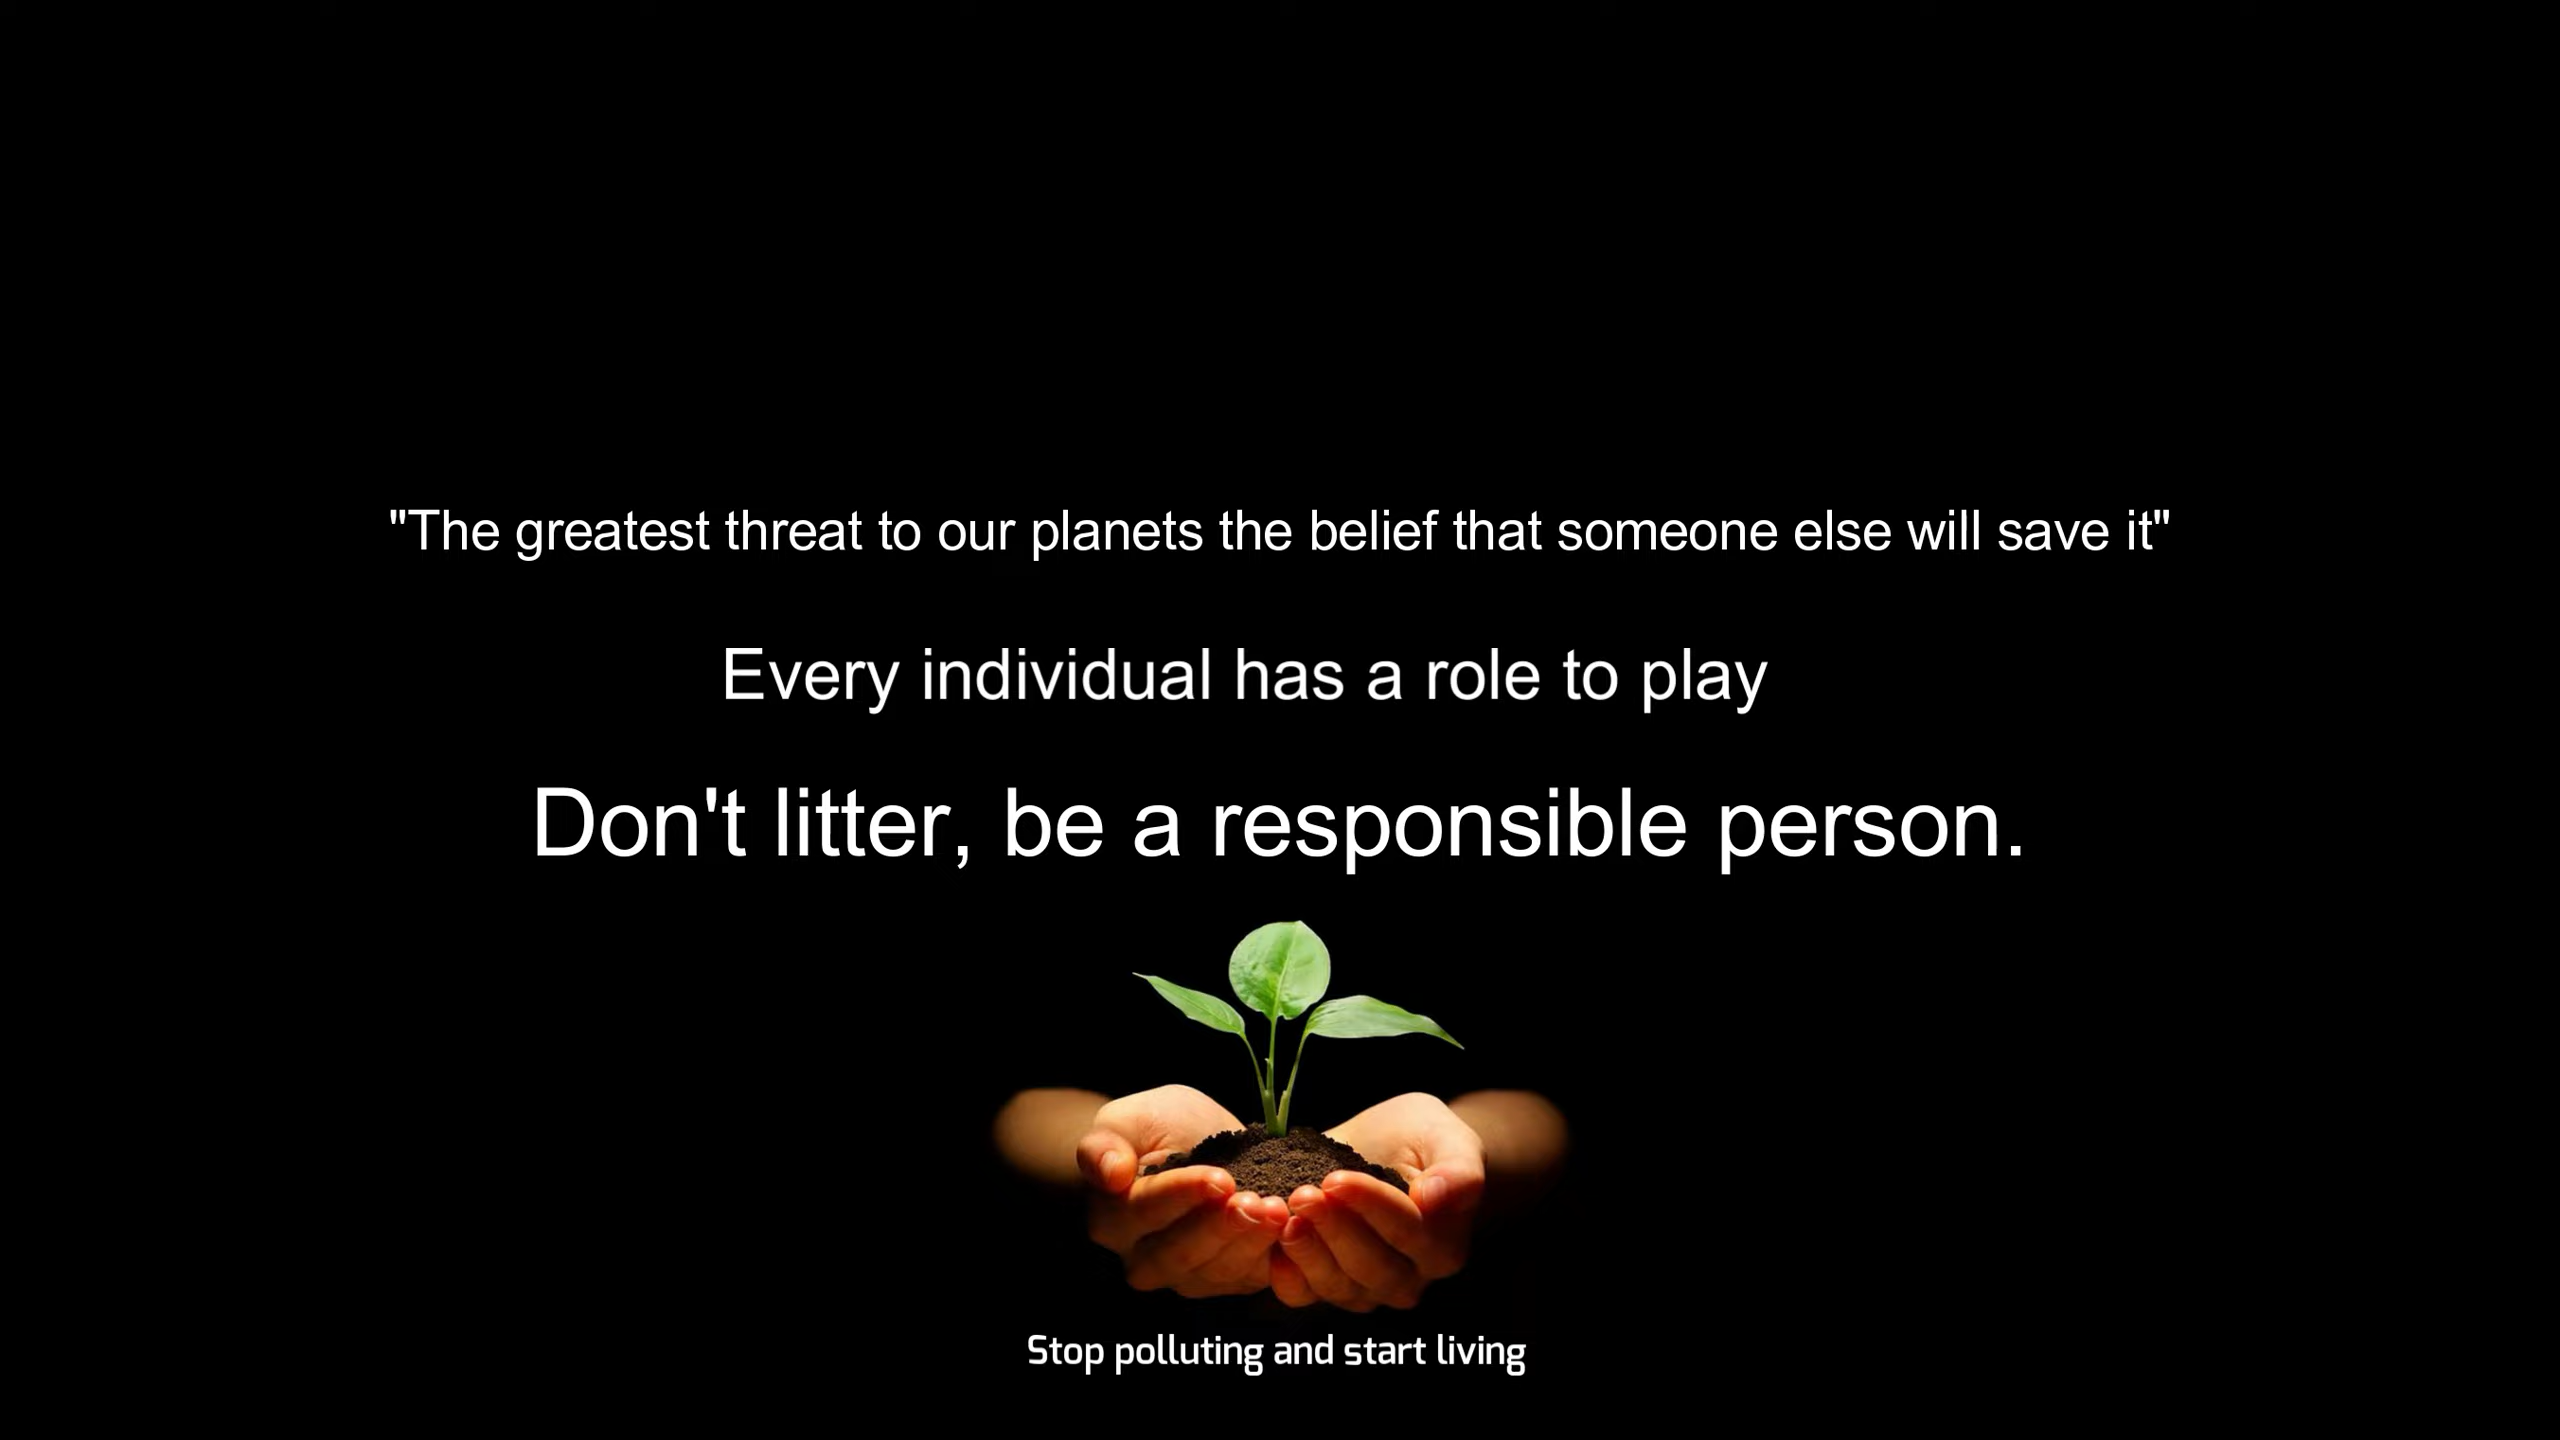 "The greatest threat to our planets the belief that someone else will save it"
Every individual has a role to play
Don't litter, be a responsible person.
Stop polluting and start living